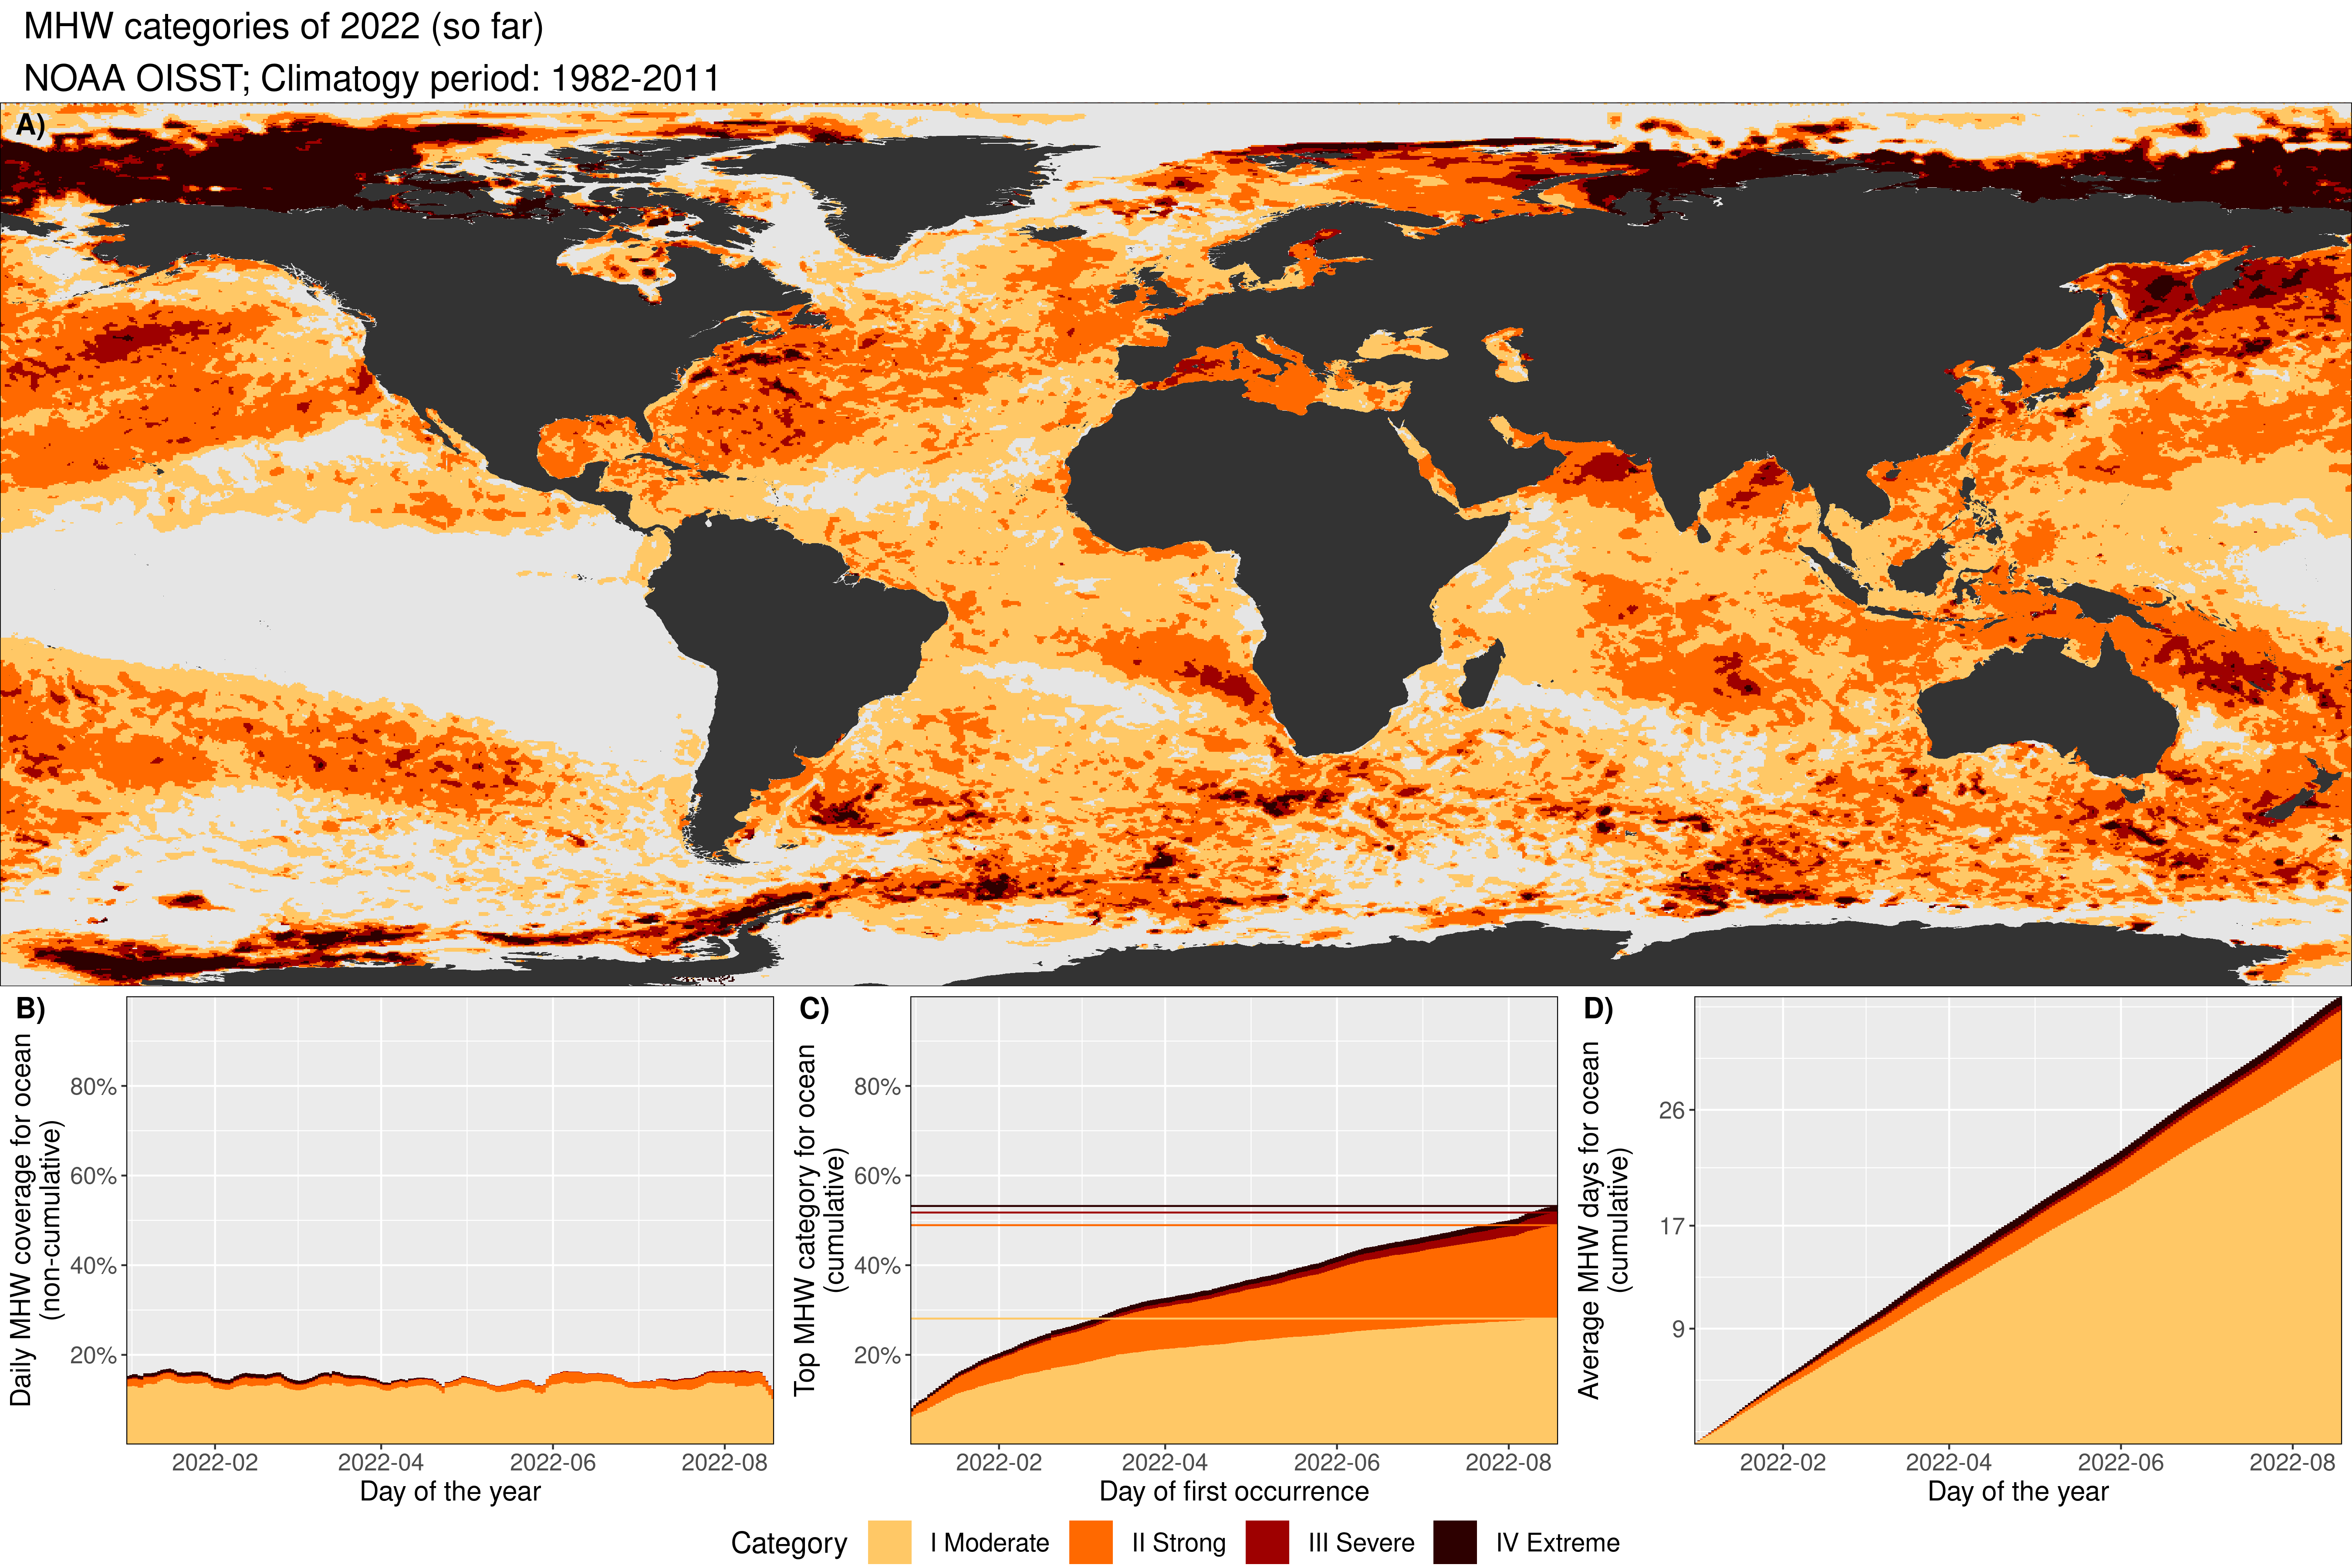 MHW categories of 2022 (so far)
NOAA OISST; Climatogy period: 1982-2011
A)
B)
Daily MHW coverage for ocean
(non-cumulative)
80%
60%
40%
20%
2022-02 2022-04 2022-06 2022-08
Day of the year
C)
Top MHW category for ocean
(cumulative)
80%
60%
40%
20%
2022-02 2022-04 2022-06 2022-08
Day of first occurrence
D)
Average MHW days for ocean
(cumulative)
26
17
9
2022-02 2022-04 2022-06 2022-08
Day of the year
Category I Moderate II Strong III Severe IV Extreme